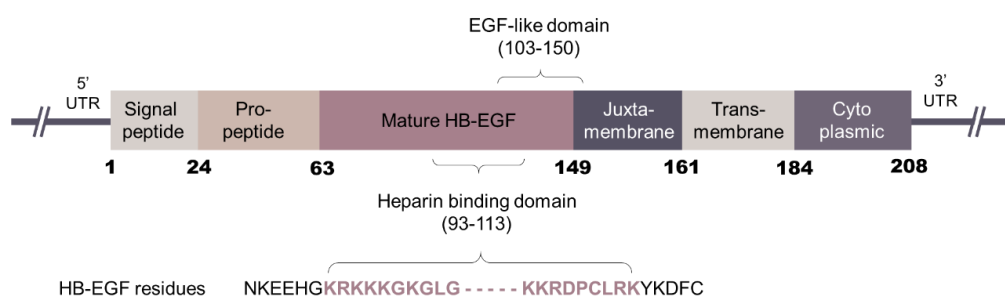 EGF-like domain
(103-150)
5’
UTR
3’
UTR
Signal
peptide
Pro-
peptide
Mature HB-EGF
Juxta-
membrane
Trans-
membrane
Cyto
plasmic
1 24 63 149 161 184 208
Heparin binding domain
(93-113)
HB-EGF residues NKEEHGKRKKKGKGLG - - - - - KKRDPCLRKYKDFC